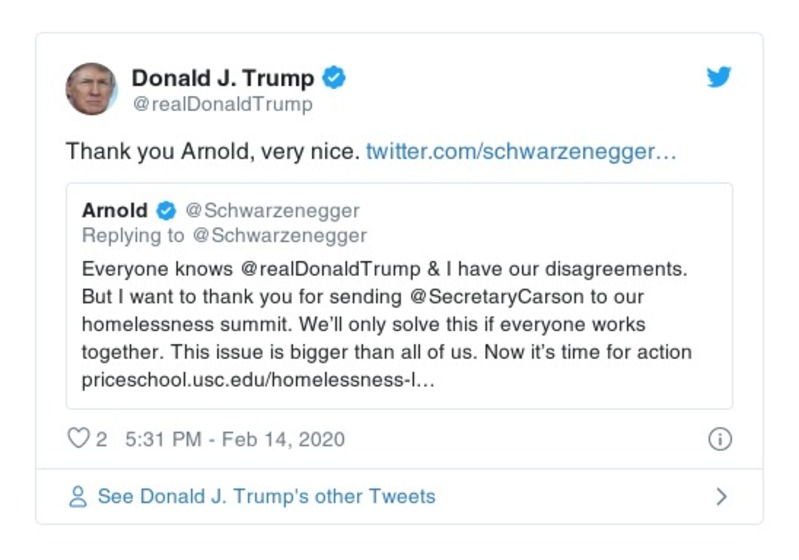 Donald J. Trump
@realDonaldTrump
Thank you Arnold, very nice. twitter.com/schwarzenegger…
Arnold @Schwarzenegger
Replying to @Schwarzenegger
Everyone knows @realDonaldTrump & I have our disagreements.
But I want to thank you for sending @SecretaryCarson to our
homelessness summit. We’ll only solve this if everyone works
together. This issue is bigger than all of us. Now it’s time for action
priceschool.usc.edu/homelessness-l…
2 5:31 PM - Feb 14, 2020
See Donald J. Trump's other Tweets